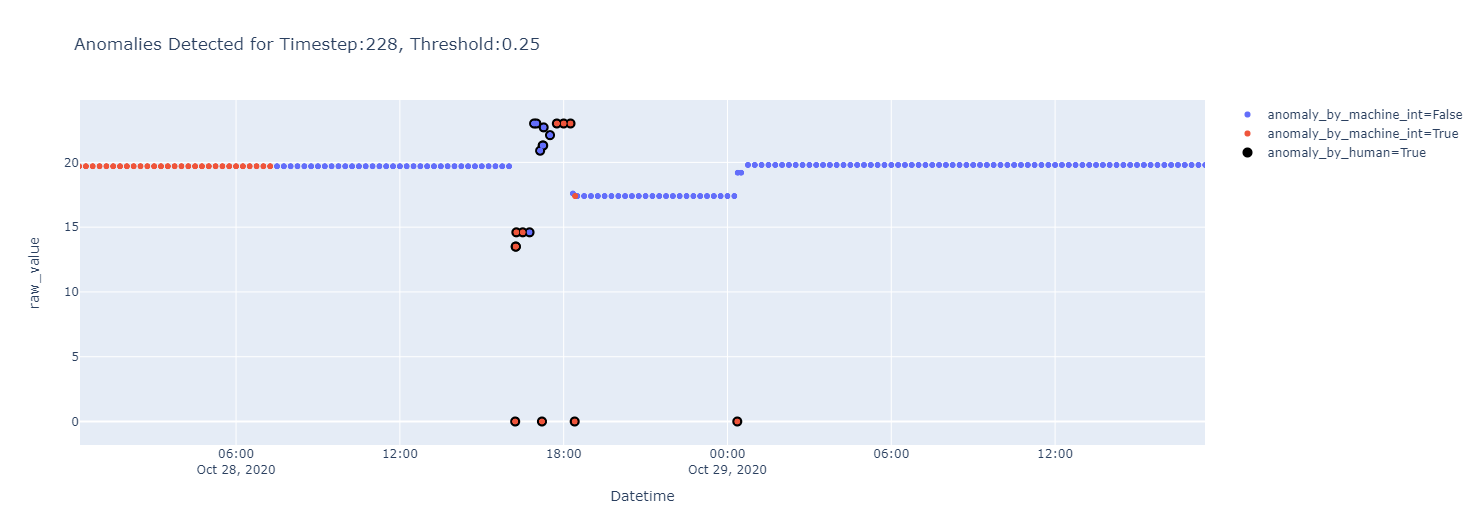 Anomalies Detected for Timestep:228, Threshold:0.25
anomaly_by_machine_int=False
anomaly_by_machine_int=True
anomaly_by_human=True
raw_value
20
15
10
5
0
06:00 12:00 18:00 00:00 06:00 12:00
Oct 28, 2020 Oct 29, 2020
Datetime